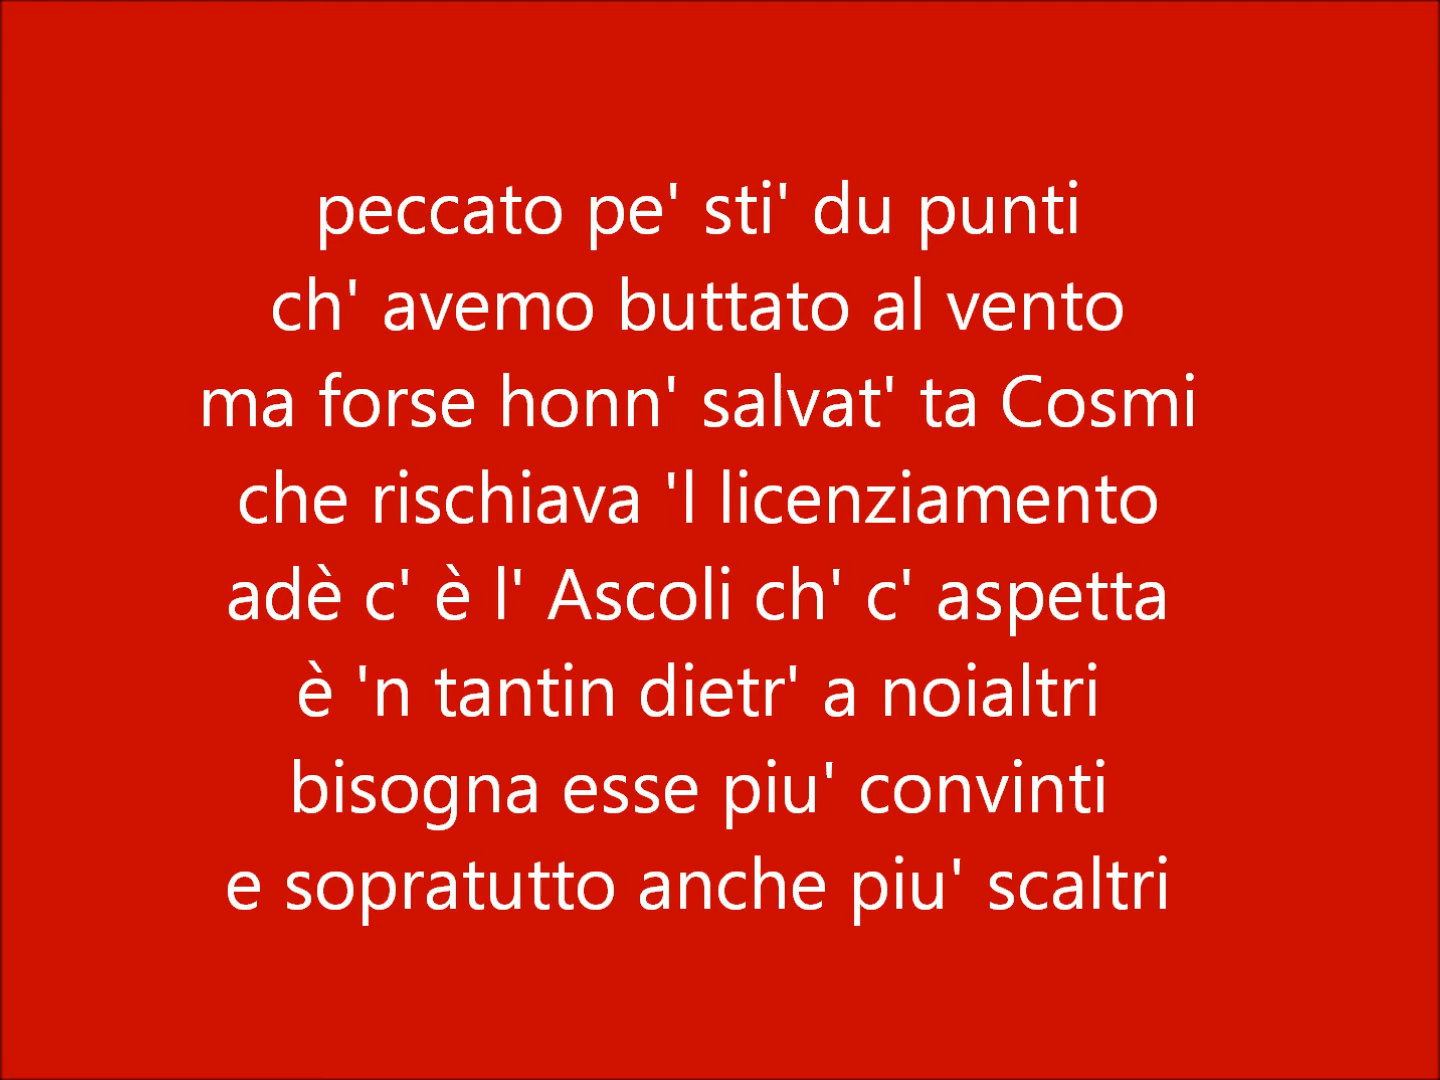 peccato pe' sti' du punti
ch' avemo buttato al vento
ma forse honn' salvat' ta Cosmi
che rischiava 'l licenziamento
adè c' è l' Ascoli ch' c' aspetta
è 'n tantin dietr' a noialtri
bisogna esse piu' convinti
e sopratutto anche piu' scaltri